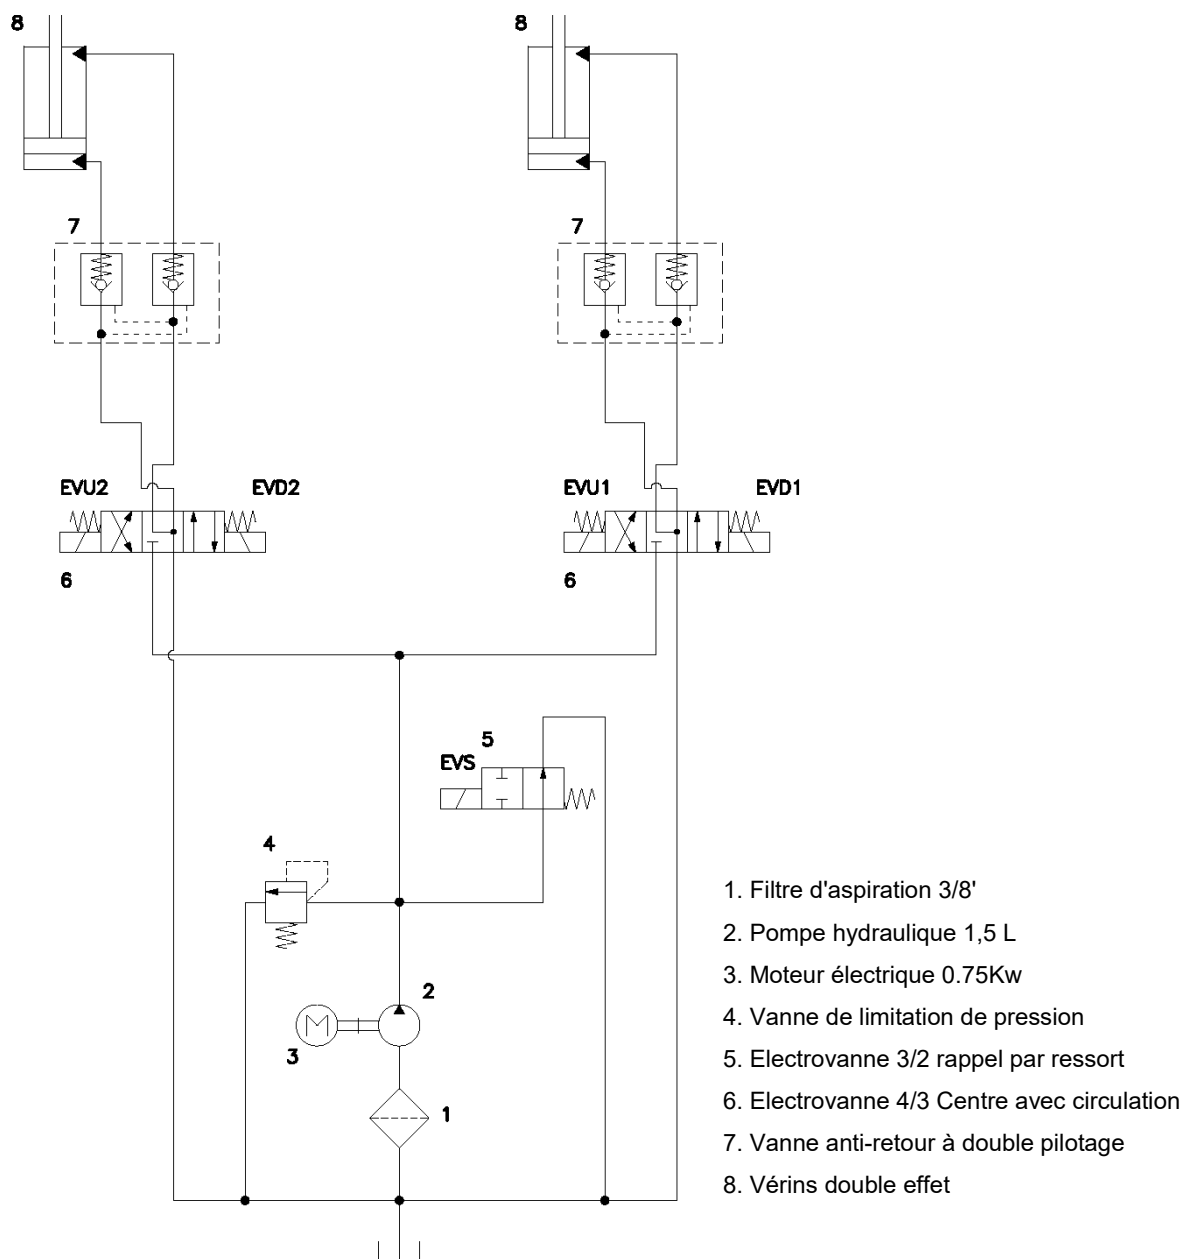 8
8
7
7
EVU2
EVD2
EVU1
EVD1
6
6
5
EVS
4
2
M
3
1
1. Filtre d'aspiration 3/8'
2. Pompe hydraulique 1,5 L
3. Moteur électrique 0.75Kw
4. Vanne de limitation de pression
5. Electrovanne 3/2 rappel par ressort
6. Electrovanne 4/3 Centre avec circulation
7. Vanne anti-retour à double pilotage
8. Vérins double effet